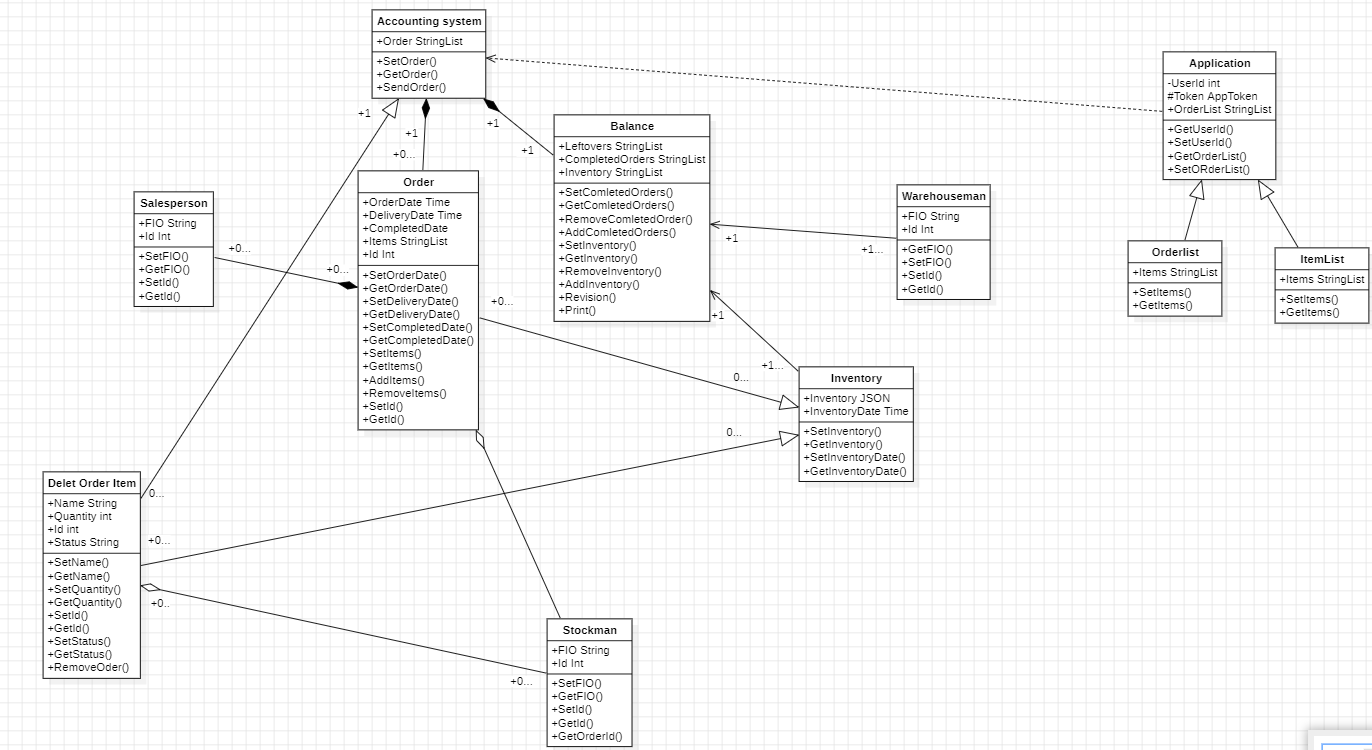 Accounting system
+Order StringList
+SetOrder()
+GetOrder()
+SendOrder()
Application
-UserId int
#Token AppToken
+OrderList StringList
+GetUserId()
+SetUserId()
+GetOrderList()
+SetORderList()
+1
+1
+0...
+1
+1
Balance
+Leftovers StringList
+CompletedOrders StringList
+Inventory StringList
+SetComletedOrders()
+GetComletedOrders()
+RemoveComletedOrder()
+AddComletedOrders()
+SetInventory()
+GetInventory()
+RemoveInventory()
+AddInventory()
+Revision()
+Print()
Order
+OrderDate Time
+DeliveryDate Time
+CompletedDate
+Items StringList
+Id Int
+SetOrderDate()
+GetOrderDate()
+SetDeliveryDate()
+GetDeliveryDate()
+SetCompletedDate()
+GetCompletedDate()
+SetItems()
+GetItems()
+AddItems()
+RemoveItems()
+SetId()
+GetId()
Salesperson
+FIO String
+Id Int
+SetFIO()
+GetFIO()
+SetId()
+GetId()
+0...
+0...
Warehouseman
+FIO String
+Id Int
+GetFIO()
+SetFIO()
+SetId()
+GetId()
+1
+1...
Orderlist
+Items StringList
+SetItems()
+GetItems()
ItemList
+Items StringList
+SetItems()
+GetItems()
+0...
+1
+1...
0...
0...
Inventory
+Inventory JSON
+InventoryDate Time
+SetInventory()
+GetInventory()
+SetInventoryDate()
+GetInventoryDate()
Delet Order Item
+Name String
+Quantity int
+Id int
+Status String
+SetName()
+GetName()
+SetQuantity()
+GetQuantity()
+SetId()
+GetId()
+SetStatus()
+GetStatus()
+RemoveOder()
0...
+0...
+0..
+0...
Stockman
+FIO String
+Id Int
+SetFIO()
+GetFIO()
+SetId()
+GetId()
+GetOrderId()